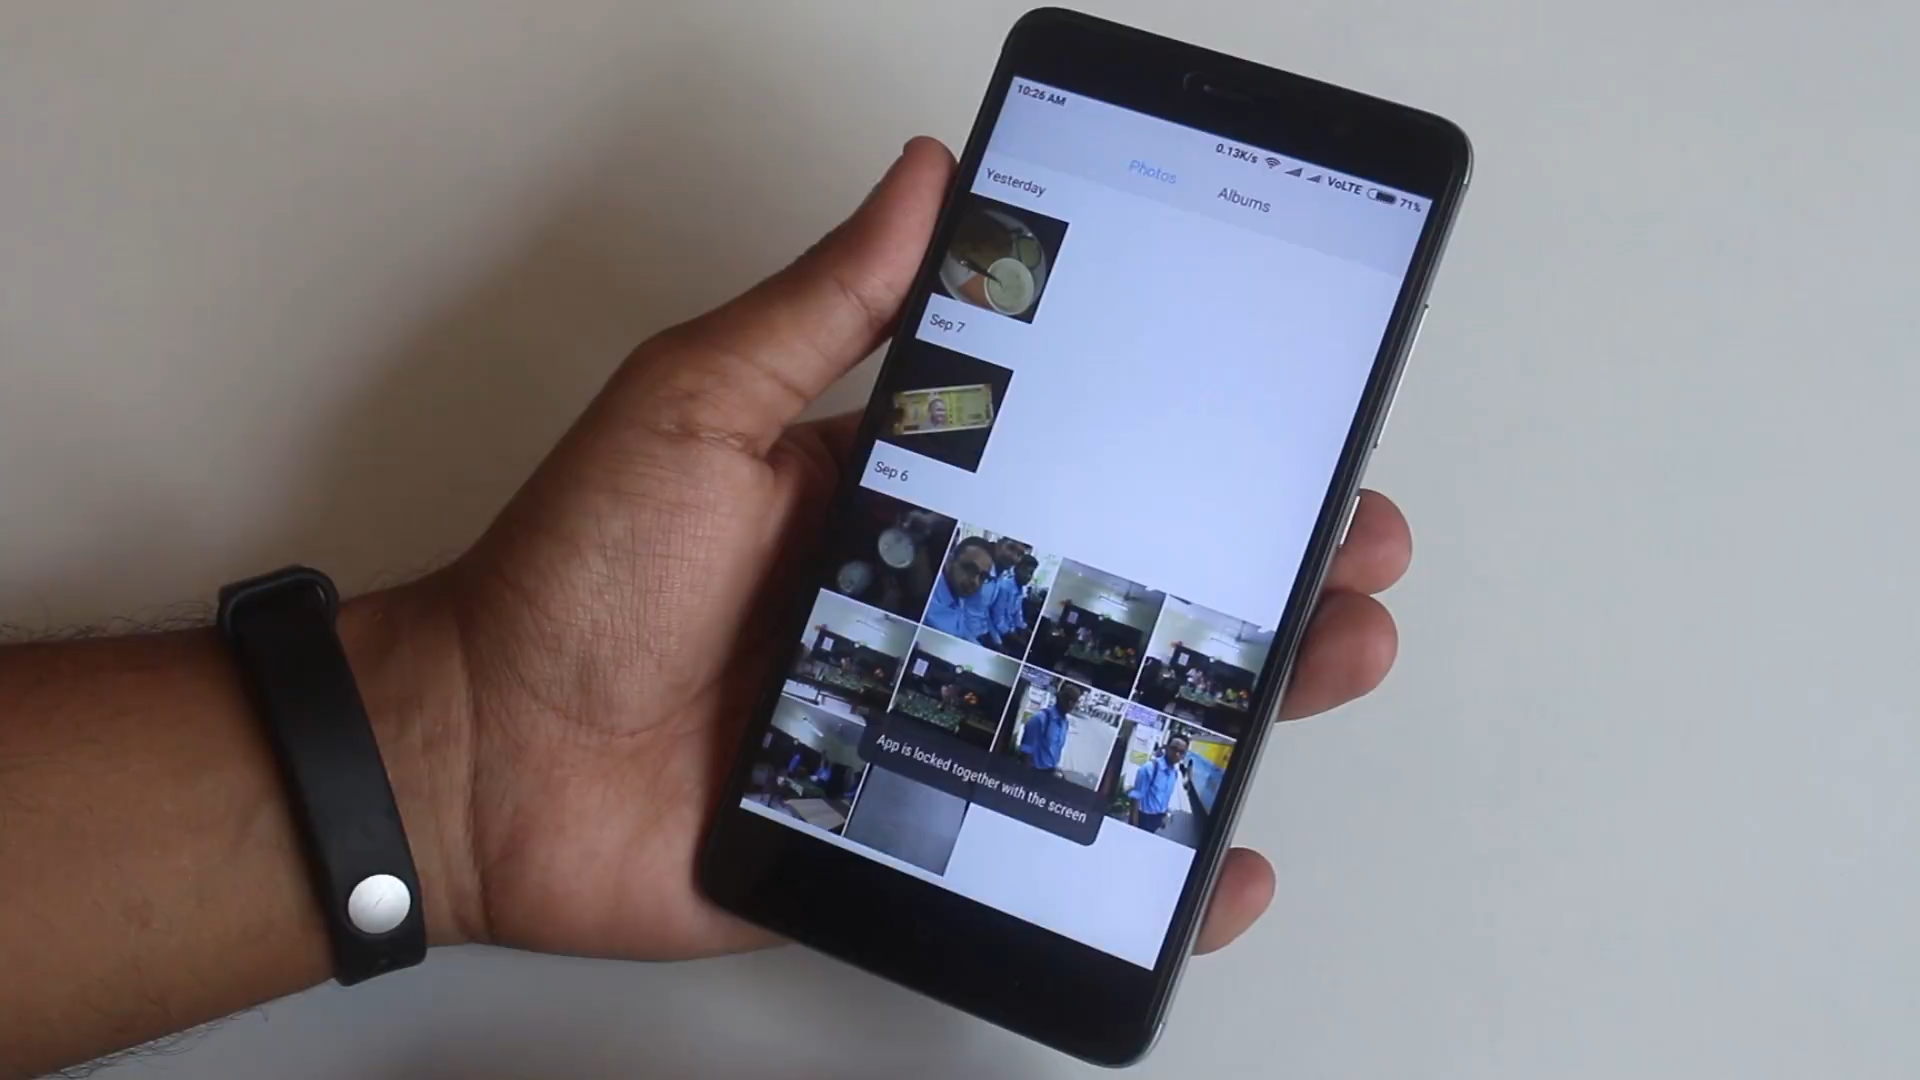 10:26 AM
0.13K/s VoLTE 71%
Photos Albums
Yesterday
Sep 7
Sep 6
App is locked together with the screen